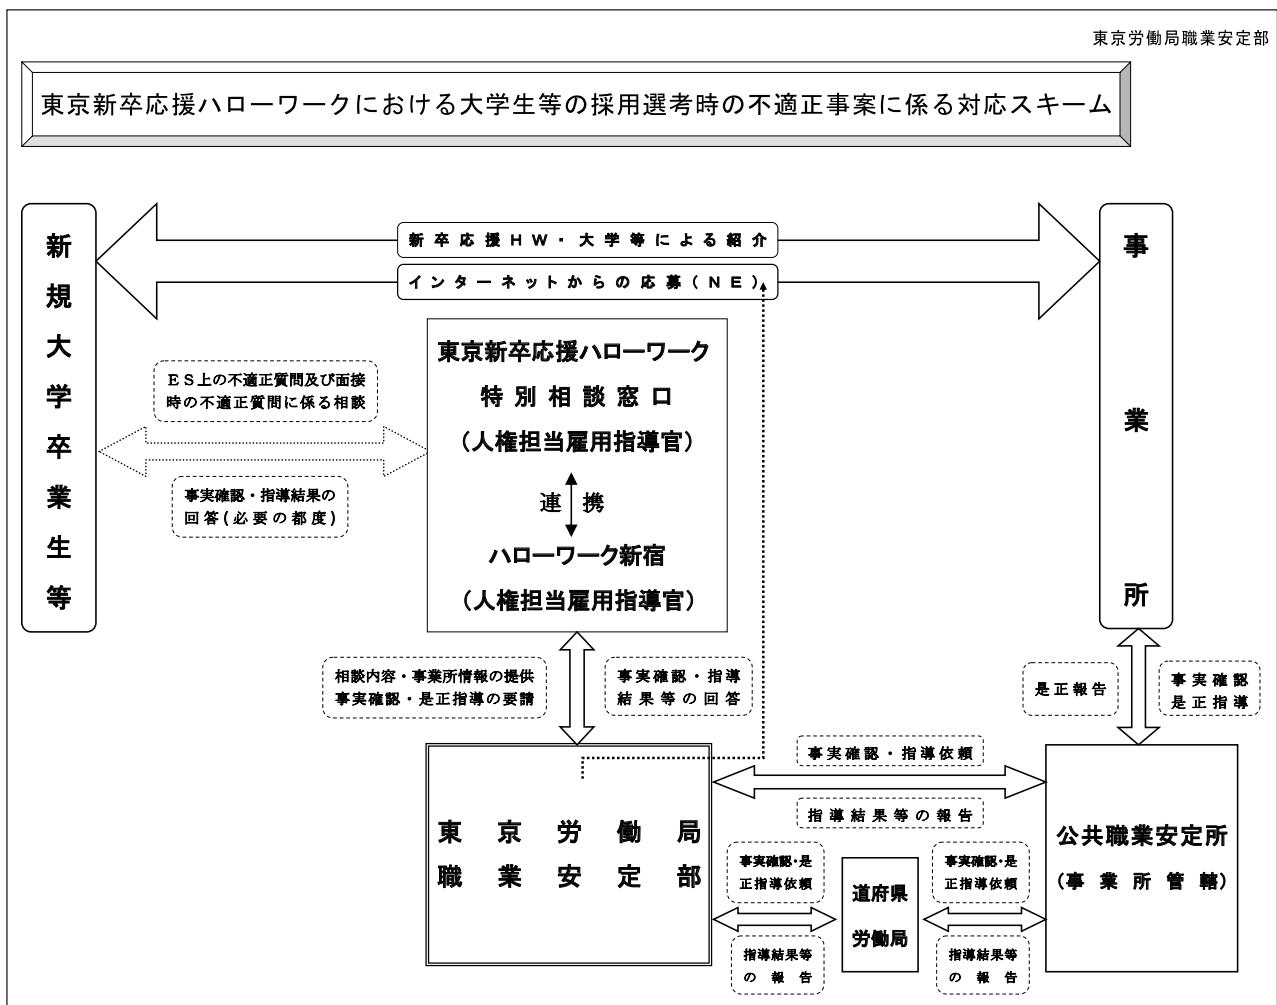 東京労働局職業安定部
東京新卒応援ハローワークにおける大学生等の採用選考時の不適正事案に係る対応スキーム
新規大学卒業生等
新卒応援HW・大学等による紹介
インターネットからの応募(NE)
事業所
ES上の不適正質問及び面接
時の不適正質問に係る相談
事実確認・指導結果の
回答(必要の都度)
東京新卒応援ハローワーク
特別相談窓口
(人権担当雇用指導官)
連携
ハローワーク新宿
(人権担当雇用指導官)
相談内容・事業所情報の提供
事実確認・是正指導の要請
事実確認・指導
結果等の回答
是正報告
事実確認
是正指導
東京労働局
職業安定部
事実確認・指導依頼
指導結果等の報告
公共職業安定所
(事業所管轄)
事実確認・是
正指導依頼
指導結果等
の報告
道府県
労働局
事実確認・是
正指導依頼
指導結果等
の報告